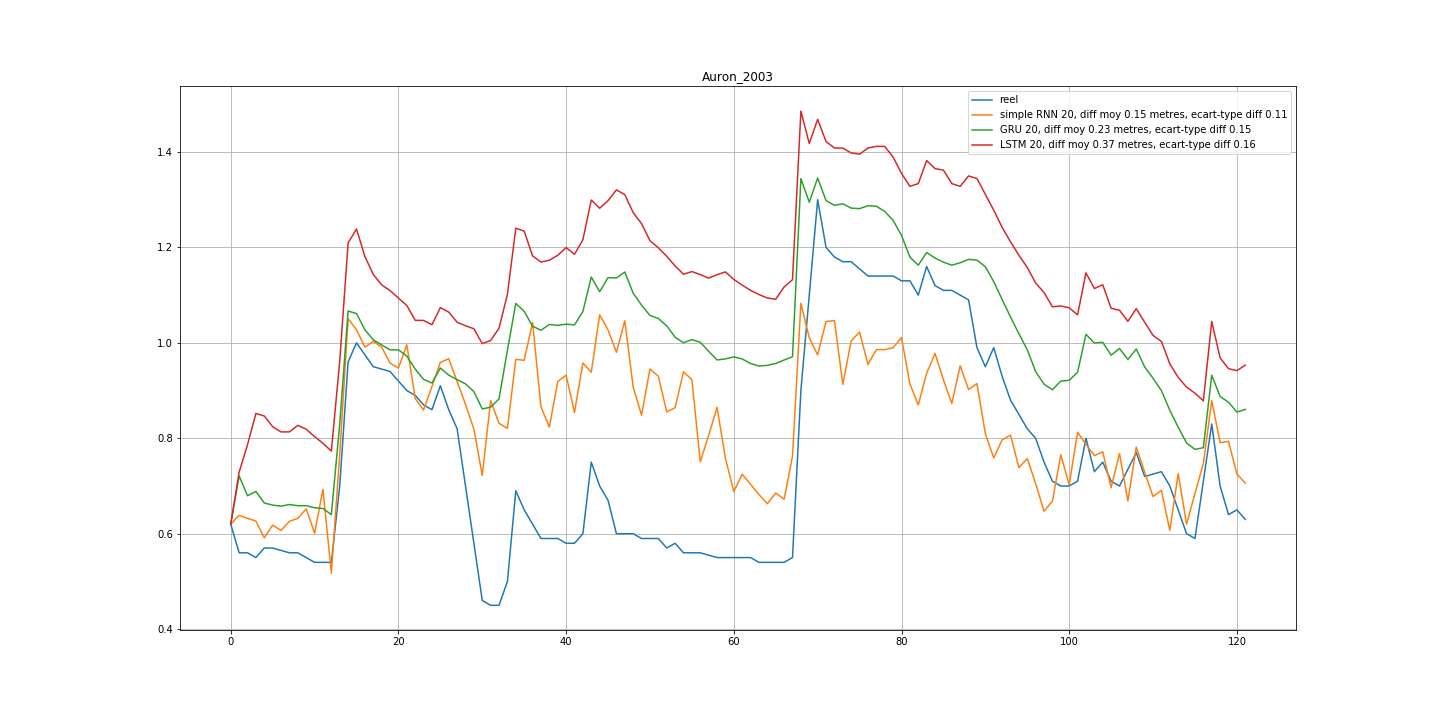 Auron_2003
reel
simple RNN 20, diff moy 0.15 metres, ecart-type diff 0.11
GRU 20, diff moy 0.23 metres, ecart-type diff 0.15
LSTM 20, diff moy 0.37 metres, ecart-type diff 0.16
1.4
1.2
1.0
0.8
0.6
0.4
0 20 40 60 80 100 120